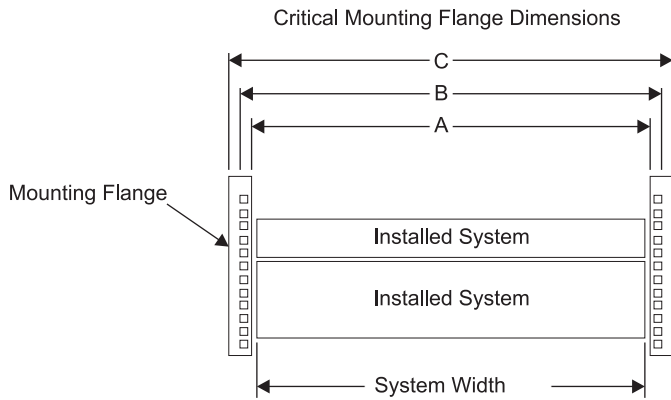 Critical Mounting Flange Dimensions
C
B
A
Mounting Flange
Installed System
Installed System
System Width